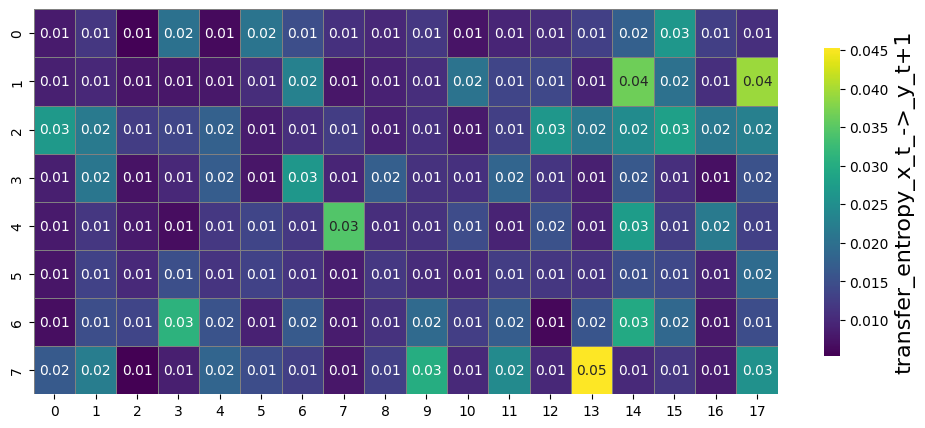 0 0.01 0.01 0.01 0.02 0.01 0.02 0.01 0.01 0.01 0.01 0.01 0.01 0.01 0.01 0.02 0.03 0.01 0.01
1 0.01 0.01 0.01 0.01 0.01 0.01 0.02 0.01 0.01 0.01 0.02 0.01 0.01 0.01 0.04 0.02 0.01 0.04
2 0.03 0.02 0.01 0.01 0.02 0.01 0.01 0.01 0.01 0.01 0.01 0.01 0.03 0.02 0.02 0.03 0.02 0.02
3 0.01 0.02 0.01 0.01 0.02 0.01 0.03 0.01 0.02 0.01 0.01 0.02 0.01 0.01 0.02 0.01 0.01 0.02
4 0.01 0.01 0.01 0.01 0.01 0.01 0.01 0.03 0.01 0.01 0.01 0.01 0.02 0.01 0.03 0.01 0.02 0.01
5 0.01 0.01 0.01 0.01 0.01 0.01 0.01 0.01 0.01 0.01 0.01 0.01 0.01 0.01 0.01 0.01 0.01 0.02
6 0.01 0.01 0.01 0.03 0.02 0.01 0.02 0.01 0.01 0.02 0.01 0.02 0.01 0.02 0.03 0.02 0.01 0.01
7 0.02 0.02 0.01 0.01 0.02 0.01 0.01 0.01 0.01 0.03 0.01 0.02 0.01 0.05 0.01 0.01 0.01 0.03
0 1 2 3 4 5 6 7 8 9 10 11 12 13 14 15 16 17
0.045
0.040
0.035
0.030
0.025
0.020
0.015
0.010
transfer_entropy_x_t_->_y_t+1